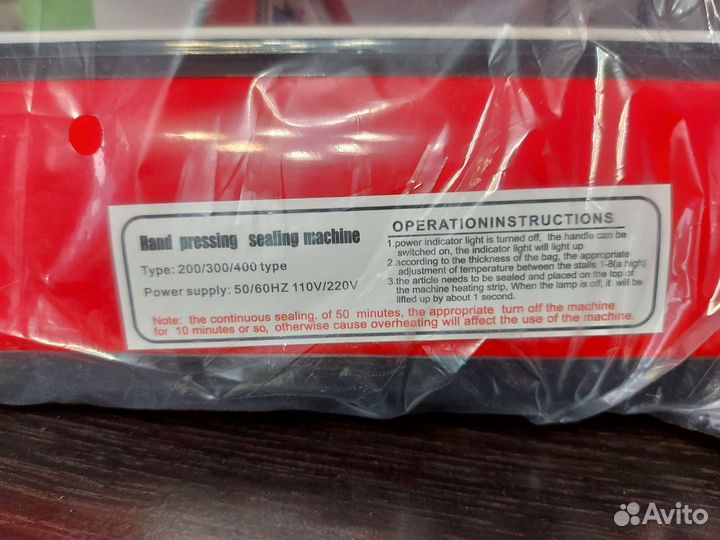 Hand pressing sealing machine
Type: 200/300/400 type
Power supply: 50/60HZ 110V/220V
OPERATIONINSTRUCTIONS
1.power indicator light is turned off, the handle can be
switched on, the indicator light will light up
2.according to the thickness of the bag, the appropriate
adjustment of temperature between the stalls 1-8(a high)
3.the article needs to be sealed and placed on the top of
the machine heating strip, When the lamp is off, it will be
lifted up by about 1 second.
Note: the continuous sealing, of 50 minutes, the appropriate turn off the machine
for 10 minutes or so, otherwise cause overheating will affect the use of the machine.
Avito